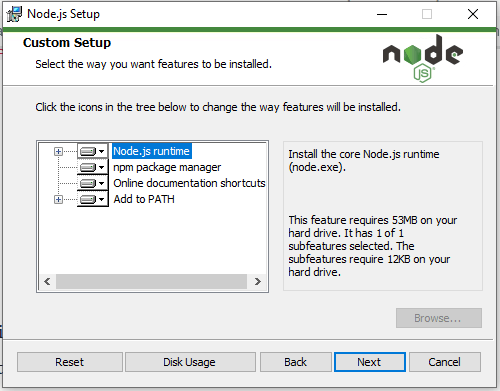 Node.js Setup
Custom Setup
Select the way you want features to be installed.
node
JS
Click the icons in the tree below to change the way features will be installed.
Node.js runtime
npm package manager
Online documentation shortcuts
Add to PATH
Install the core Node.js runtime
(node.exe).
This feature requires 53MB on your
hard drive. It has 1 of 1
subfeatures selected. The
subfeatures require 12KB on your
hard drive.
Browse...
Reset
Disk Usage
Back
Next
Cancel